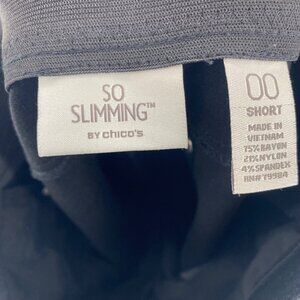 SO
SLIMMING™
BY chico's
00
SHORT
MADE IN
VIETNAM
75% RAYON
21% NYLON
4% SPANDEX
RN# 79984